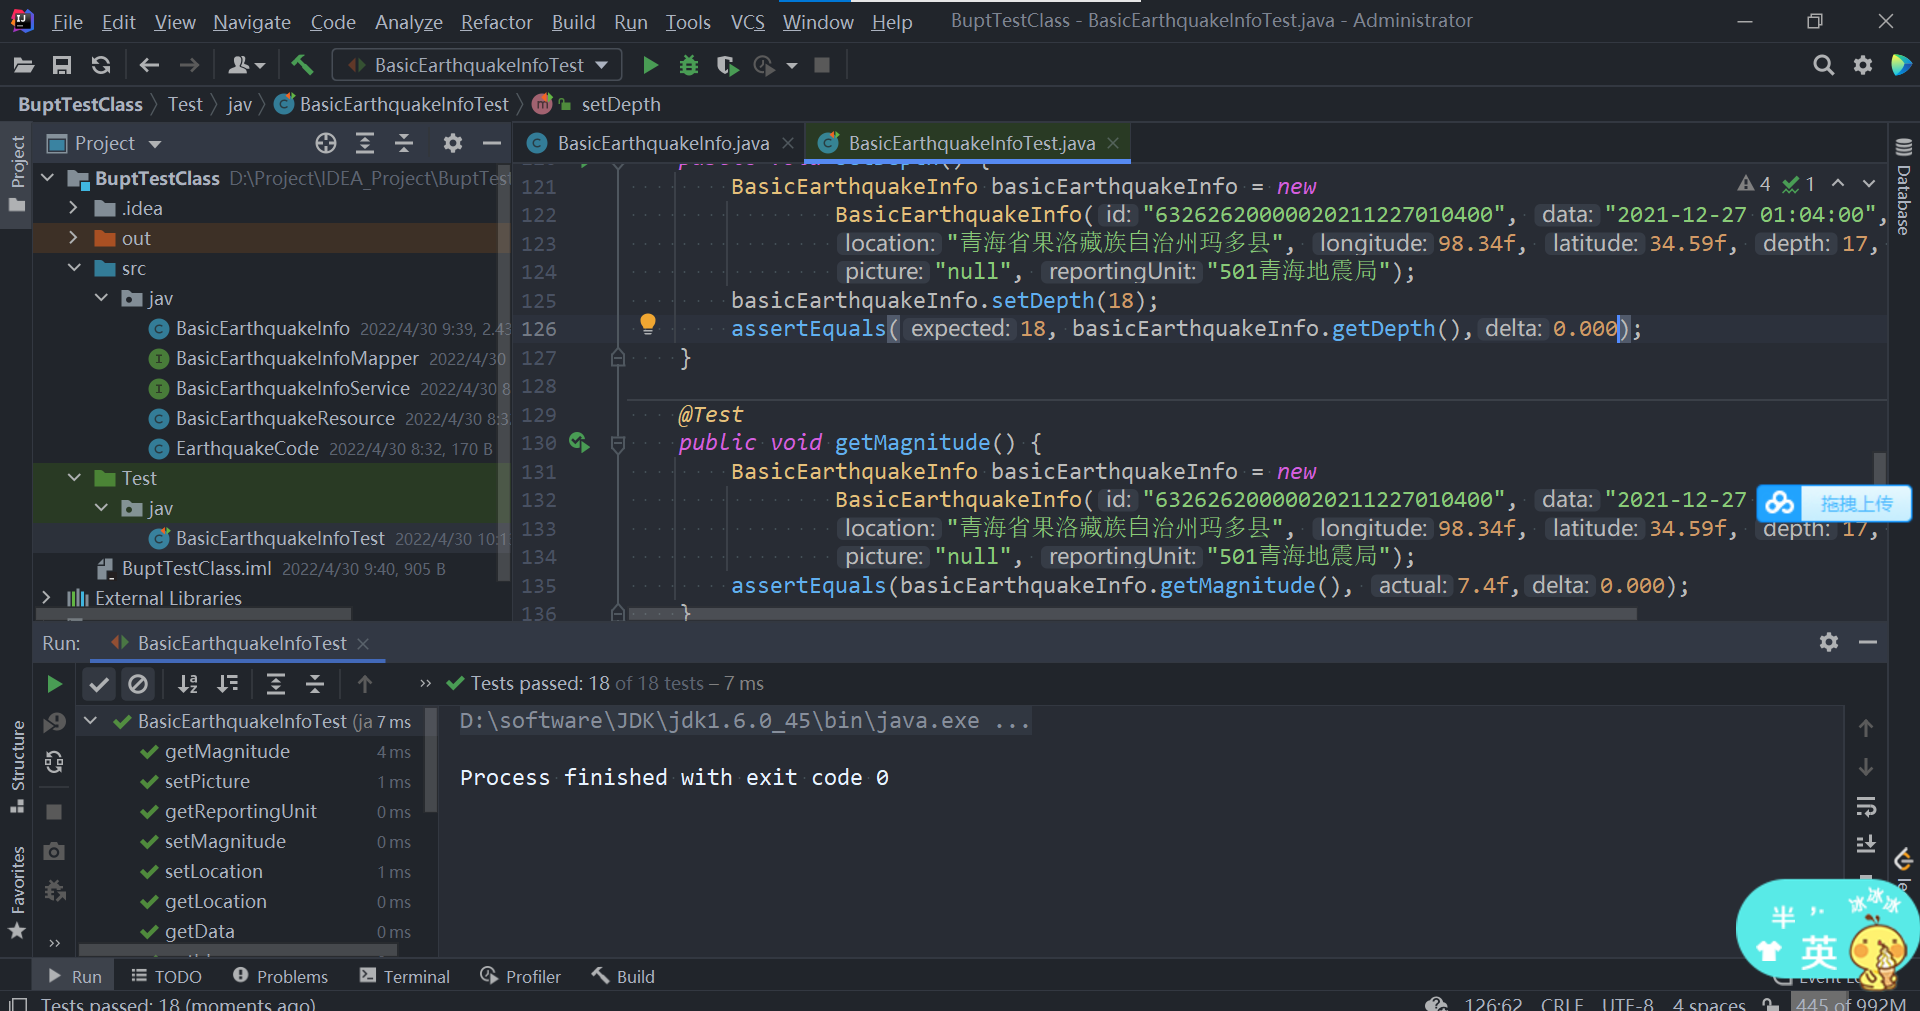 File Edit View Navigate Code Analyze Refactor Build Run Tools VCS Window Help BuptTestClass - BasicEarthquakeInfoTest.java - Administrator
BasicEarthquakeInfoTest
BuptTestClass Test jav BasicEarthquakeInfoTest setDepth
Project
BasicEarthquakeInfo.java BasicEarthquakeInfoTest.java
Project
Database
BuptTestClass D:\Project\IDEA_Project\BuptTest
.idea
out
src
jav
BasicEarthquakeInfo 2022/4/30 9:39, 2.43
BasicEarthquakeInfoMapper 2022/4/30
BasicEarthquakeInfoService 2022/4/30 8
BasicEarthquakeResource 2022/4/30 8:3
EarthquakeCode 2022/4/30 8:32, 170 B
Test
jav
BasicEarthquakeInfoTest 2022/4/30 10:1
BuptTestClass.iml 2022/4/30 9:40, 905 B
External Libraries
4 1
121 BasicEarthquakeInfo basicEarthquakeInfo = new
122 BasicEarthquakeInfo( id: "63262620000020211227010400", data: "2021-12-27 01:04:00",
123 location: "青海省果洛藏族自治州玛多县", longitude: 98.34f, latitude: 34.59f, depth: 17,
124 picture: "null", reportingUnit: "501青海地震局");
125 basicEarthquakeInfo.setDepth(18);
126 assertEquals( expected: 18, basicEarthquakeInfo.getDepth(), delta: 0.000);
127 }
128
129 @Test
130 public void getMagnitude() {
131 BasicEarthquakeInfo basicEarthquakeInfo = new
132 BasicEarthquakeInfo( id: "63262620000020211227010400", data: "2021-12-27
133 location: "青海省果洛藏族自治州玛多县", longitude: 98.34f, latitude: 34.59f, depth: 17,
134 picture: "null", reportingUnit: "501青海地震局");
135 assertEquals(basicEarthquakeInfo.getMagnitude(), actual: 7.4f, delta: 0.000);
136 }
拖拽上传
Run: BasicEarthquakeInfoTest
Tests passed: 18 of 18 tests – 7 ms
BasicEarthquakeInfoTest (ja 7 ms
getMagnitude 4 ms
setPicture 1 ms
getReportingUnit 0 ms
setMagnitude 0 ms
setLocation 1 ms
getLocation 0 ms
getData 0 ms
D:\software\JDK\jdk1.6.0_45\bin\java.exe ...
Process finished with exit code 0
Structure
Favorites
冰冰冰
半 ',
英
Run TODO Problems Terminal Profiler Build
Tests passed: 18 (moments ago)
126:62 CRLF UTF-8 4 spaces 445 of 992M